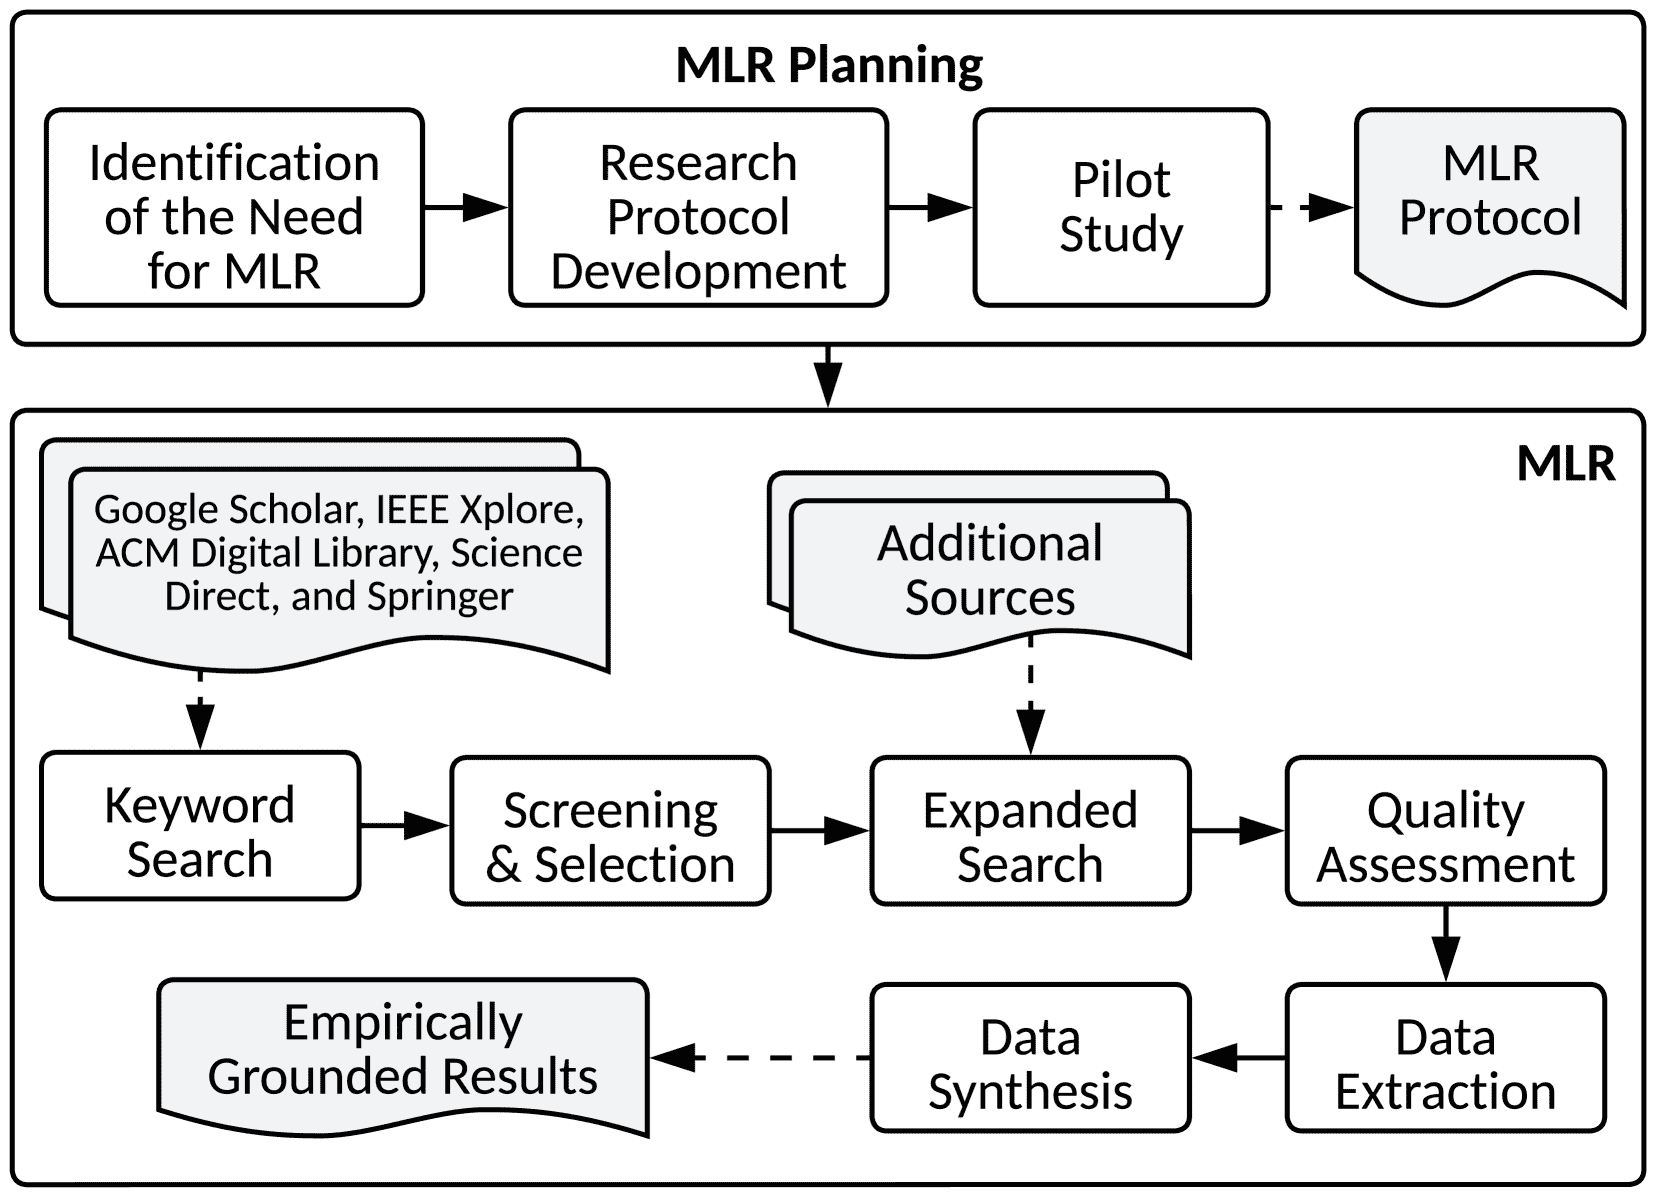 MLR Planning
Identification
of the Need
for MLR
Research
Protocol
Development
Pilot
Study
MLR
Protocol
MLR
Google Scholar, IEEE Xplore,
ACM Digital Library, Science
Direct, and Springer
Additional
Sources
Keyword
Search
Screening
& Selection
Expanded
Search
Quality
Assessment
Empirically
Grounded Results
Data
Synthesis
Data
Extraction